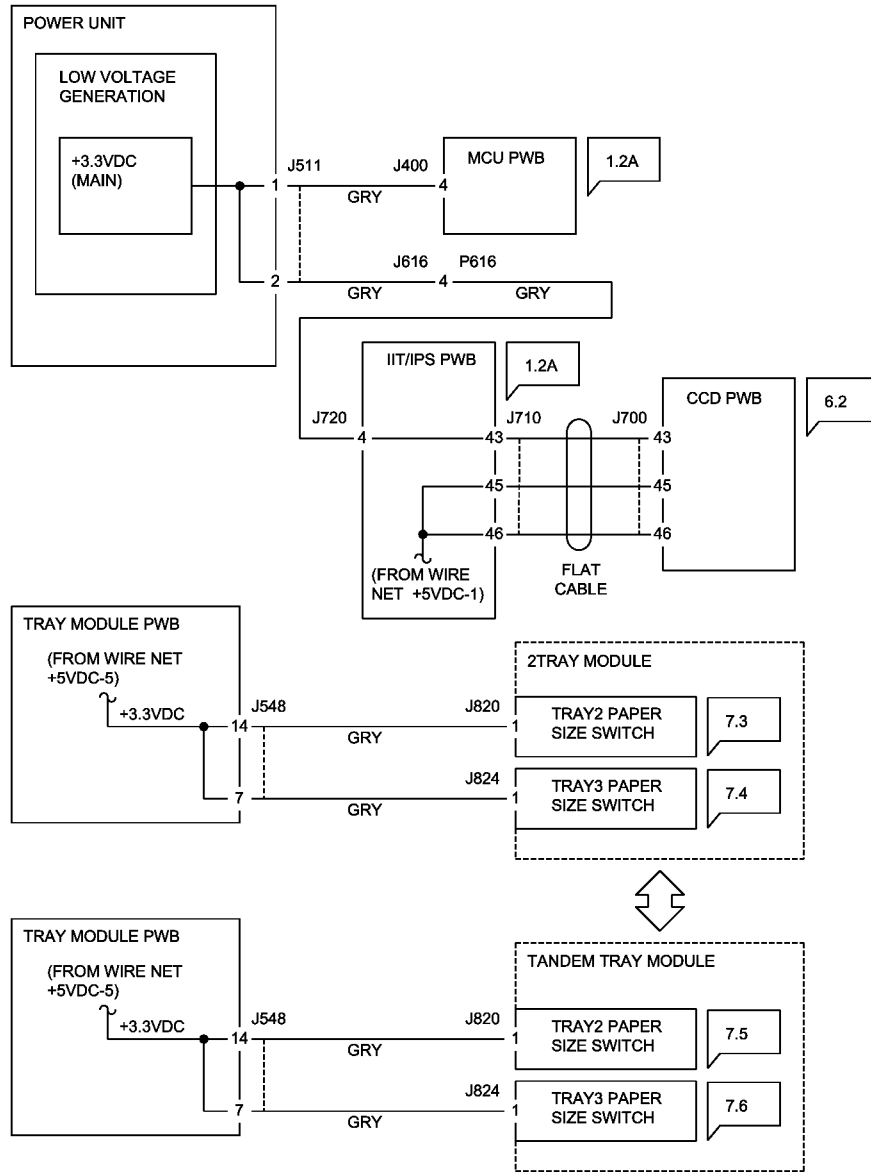 POWER UNIT
LOW VOLTAGE
GENERATION
+3.3VDC
(MAIN)
1
J511
GRY
J400
4
MCU PWB
1.2A
2
GRY
J616
4
P616
GRY
IIT/IPS PWB
1.2A
J720
4
43
J710
J700
43
CCD PWB
6.2
45
45
46
46
(FROM WIRE
NET +5VDC-1)
FLAT
CABLE
TRAY MODULE PWB
(FROM WIRE NET
+5VDC-5)
+3.3VDC
14
J548
GRY
J820
1
2TRAY MODULE
TRAY2 PAPER
SIZE SWITCH
7.3
7
GRY
J824
1
TRAY3 PAPER
SIZE SWITCH
7.4
TRAY MODULE PWB
(FROM WIRE NET
+5VDC-5)
+3.3VDC
14
J548
GRY
J820
1
TANDEM TRAY MODULE
TRAY2 PAPER
SIZE SWITCH
7.5
7
GRY
J824
1
TRAY3 PAPER
SIZE SWITCH
7.6